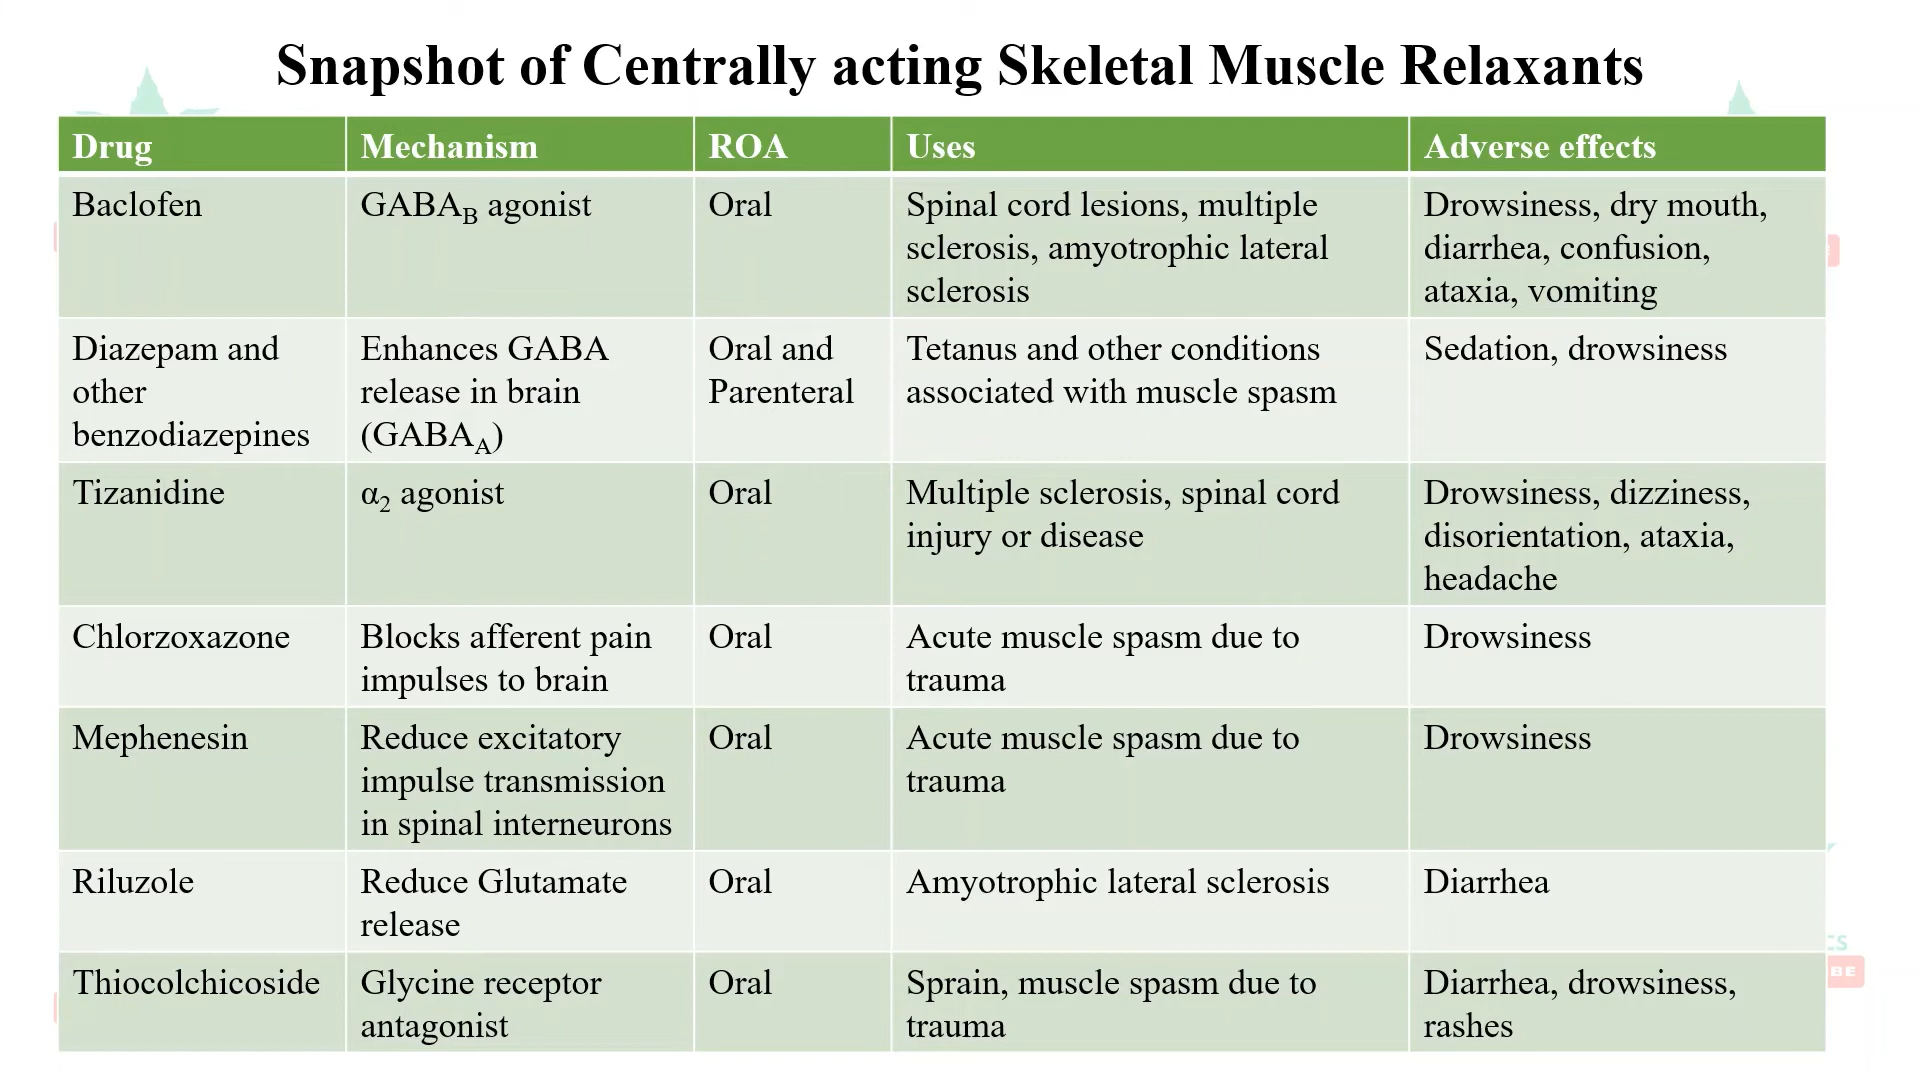 Snapshot of Centrally acting Skeletal Muscle Relaxants
Drug Mechanism ROA Uses Adverse effects
Baclofen
GABA_B agonist
Oral
Spinal cord lesions, multiple
sclerosis, amyotrophic lateral
sclerosis
Drowsiness, dry mouth,
diarrhea, confusion,
ataxia, vomiting
Diazepam and
other
benzodiazepines
Enhances GABA
release in brain
(GABA_A)
Oral and
Parenteral
Tetanus and other conditions
associated with muscle spasm
Sedation, drowsiness
Tizanidine
α₂ agonist
Oral
Multiple sclerosis, spinal cord
injury or disease
Drowsiness, dizziness,
disorientation, ataxia,
headache
Chlorzoxazone
Blocks afferent pain
impulses to brain
Oral
Acute muscle spasm due to
trauma
Drowsiness
Mephenesin
Reduce excitatory
impulse transmission
in spinal interneurons
Oral
Acute muscle spasm due to
trauma
Drowsiness
Riluzole
Reduce Glutamate
release
Oral
Amyotrophic lateral sclerosis
Diarrhea
Thiocolchicoside
Glycine receptor
antagonist
Oral
Sprain, muscle spasm due to
trauma
Diarrhea, drowsiness,
rashes
CS
BE